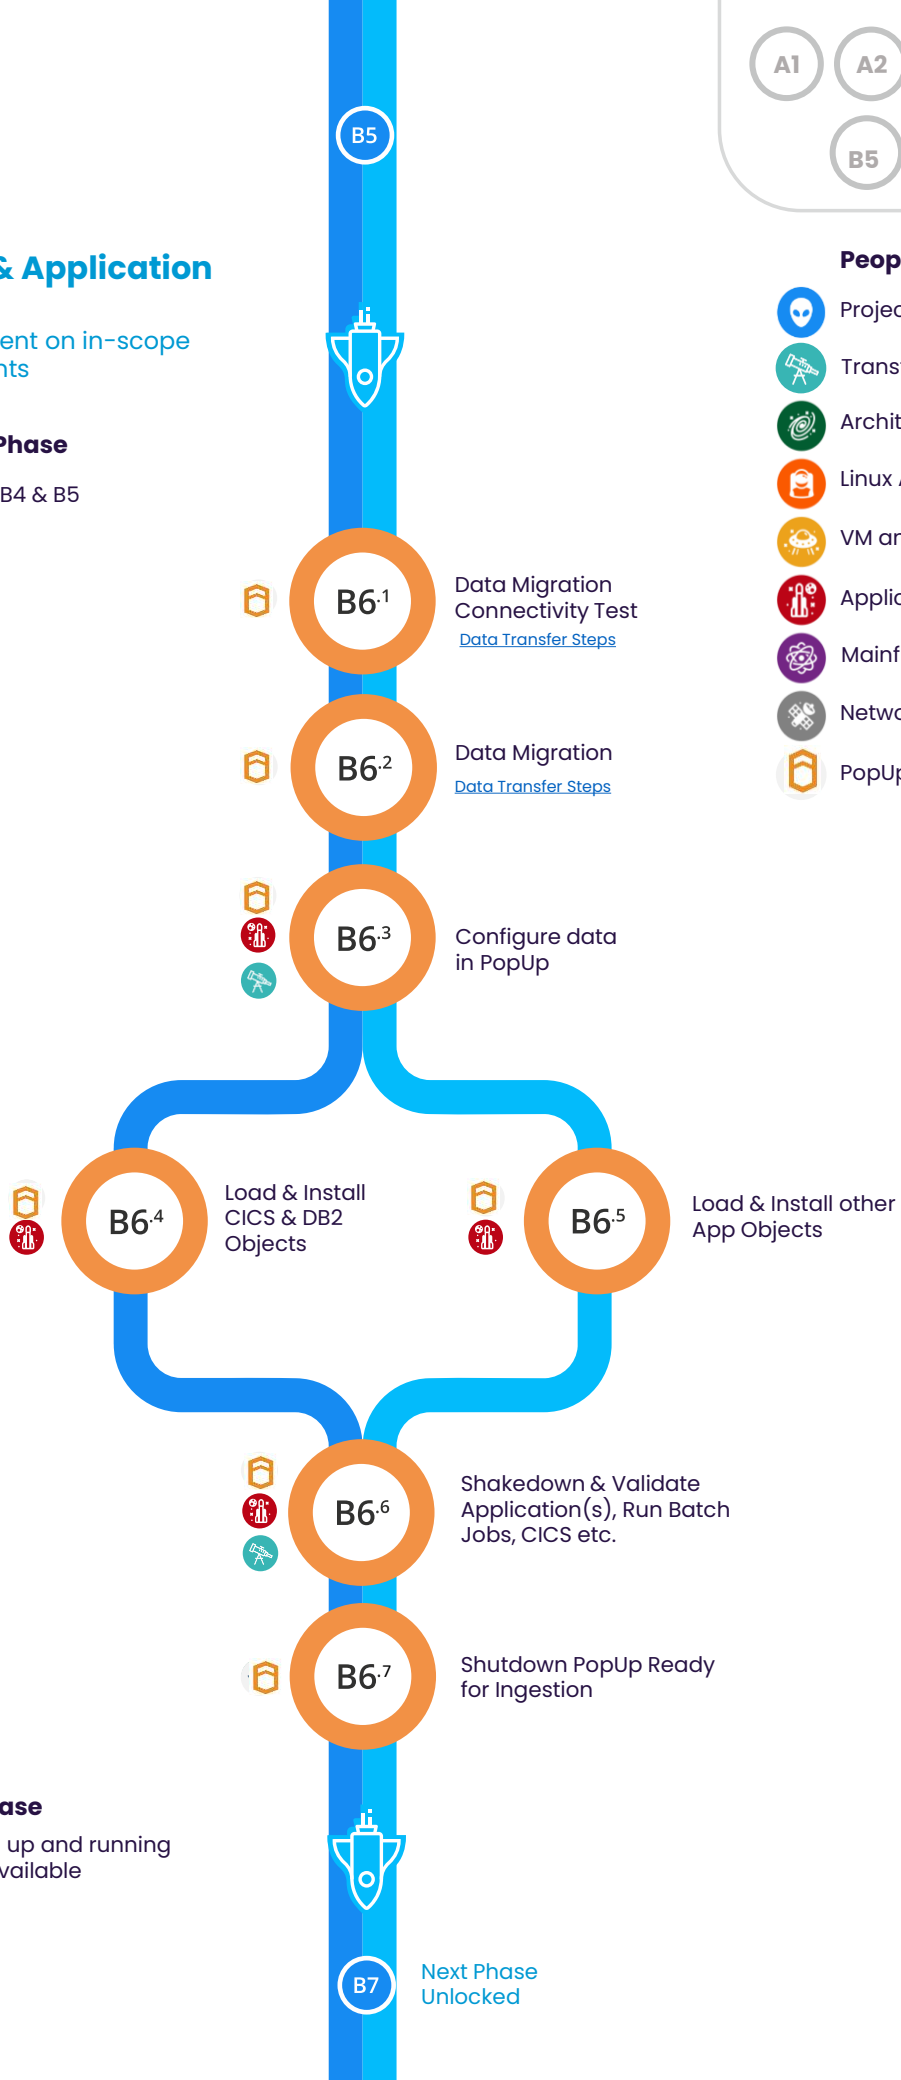 A1
A2
B5
B5
& Application
ent on in-scope
nts
Phase
B4 & B5
Peop
Projec
Trans
Archit
Linux
VM an
Applic
Mainf
Netwo
PopUp
B6.1
Data Migration
Connectivity Test
Data Transfer Steps
B6.2
Data Migration
Data Transfer Steps
B6.3
Configure data
in PopUp
B6.4
Load & Install
CICS & DB2
Objects
B6.5
Load & Install other
App Objects
B6.6
Shakedown & Validate
Application(s), Run Batch
Jobs, CICS etc.
B6.7
Shutdown PopUp Ready
for Ingestion
ase
up and running
vailable
B7
Next Phase
Unlocked